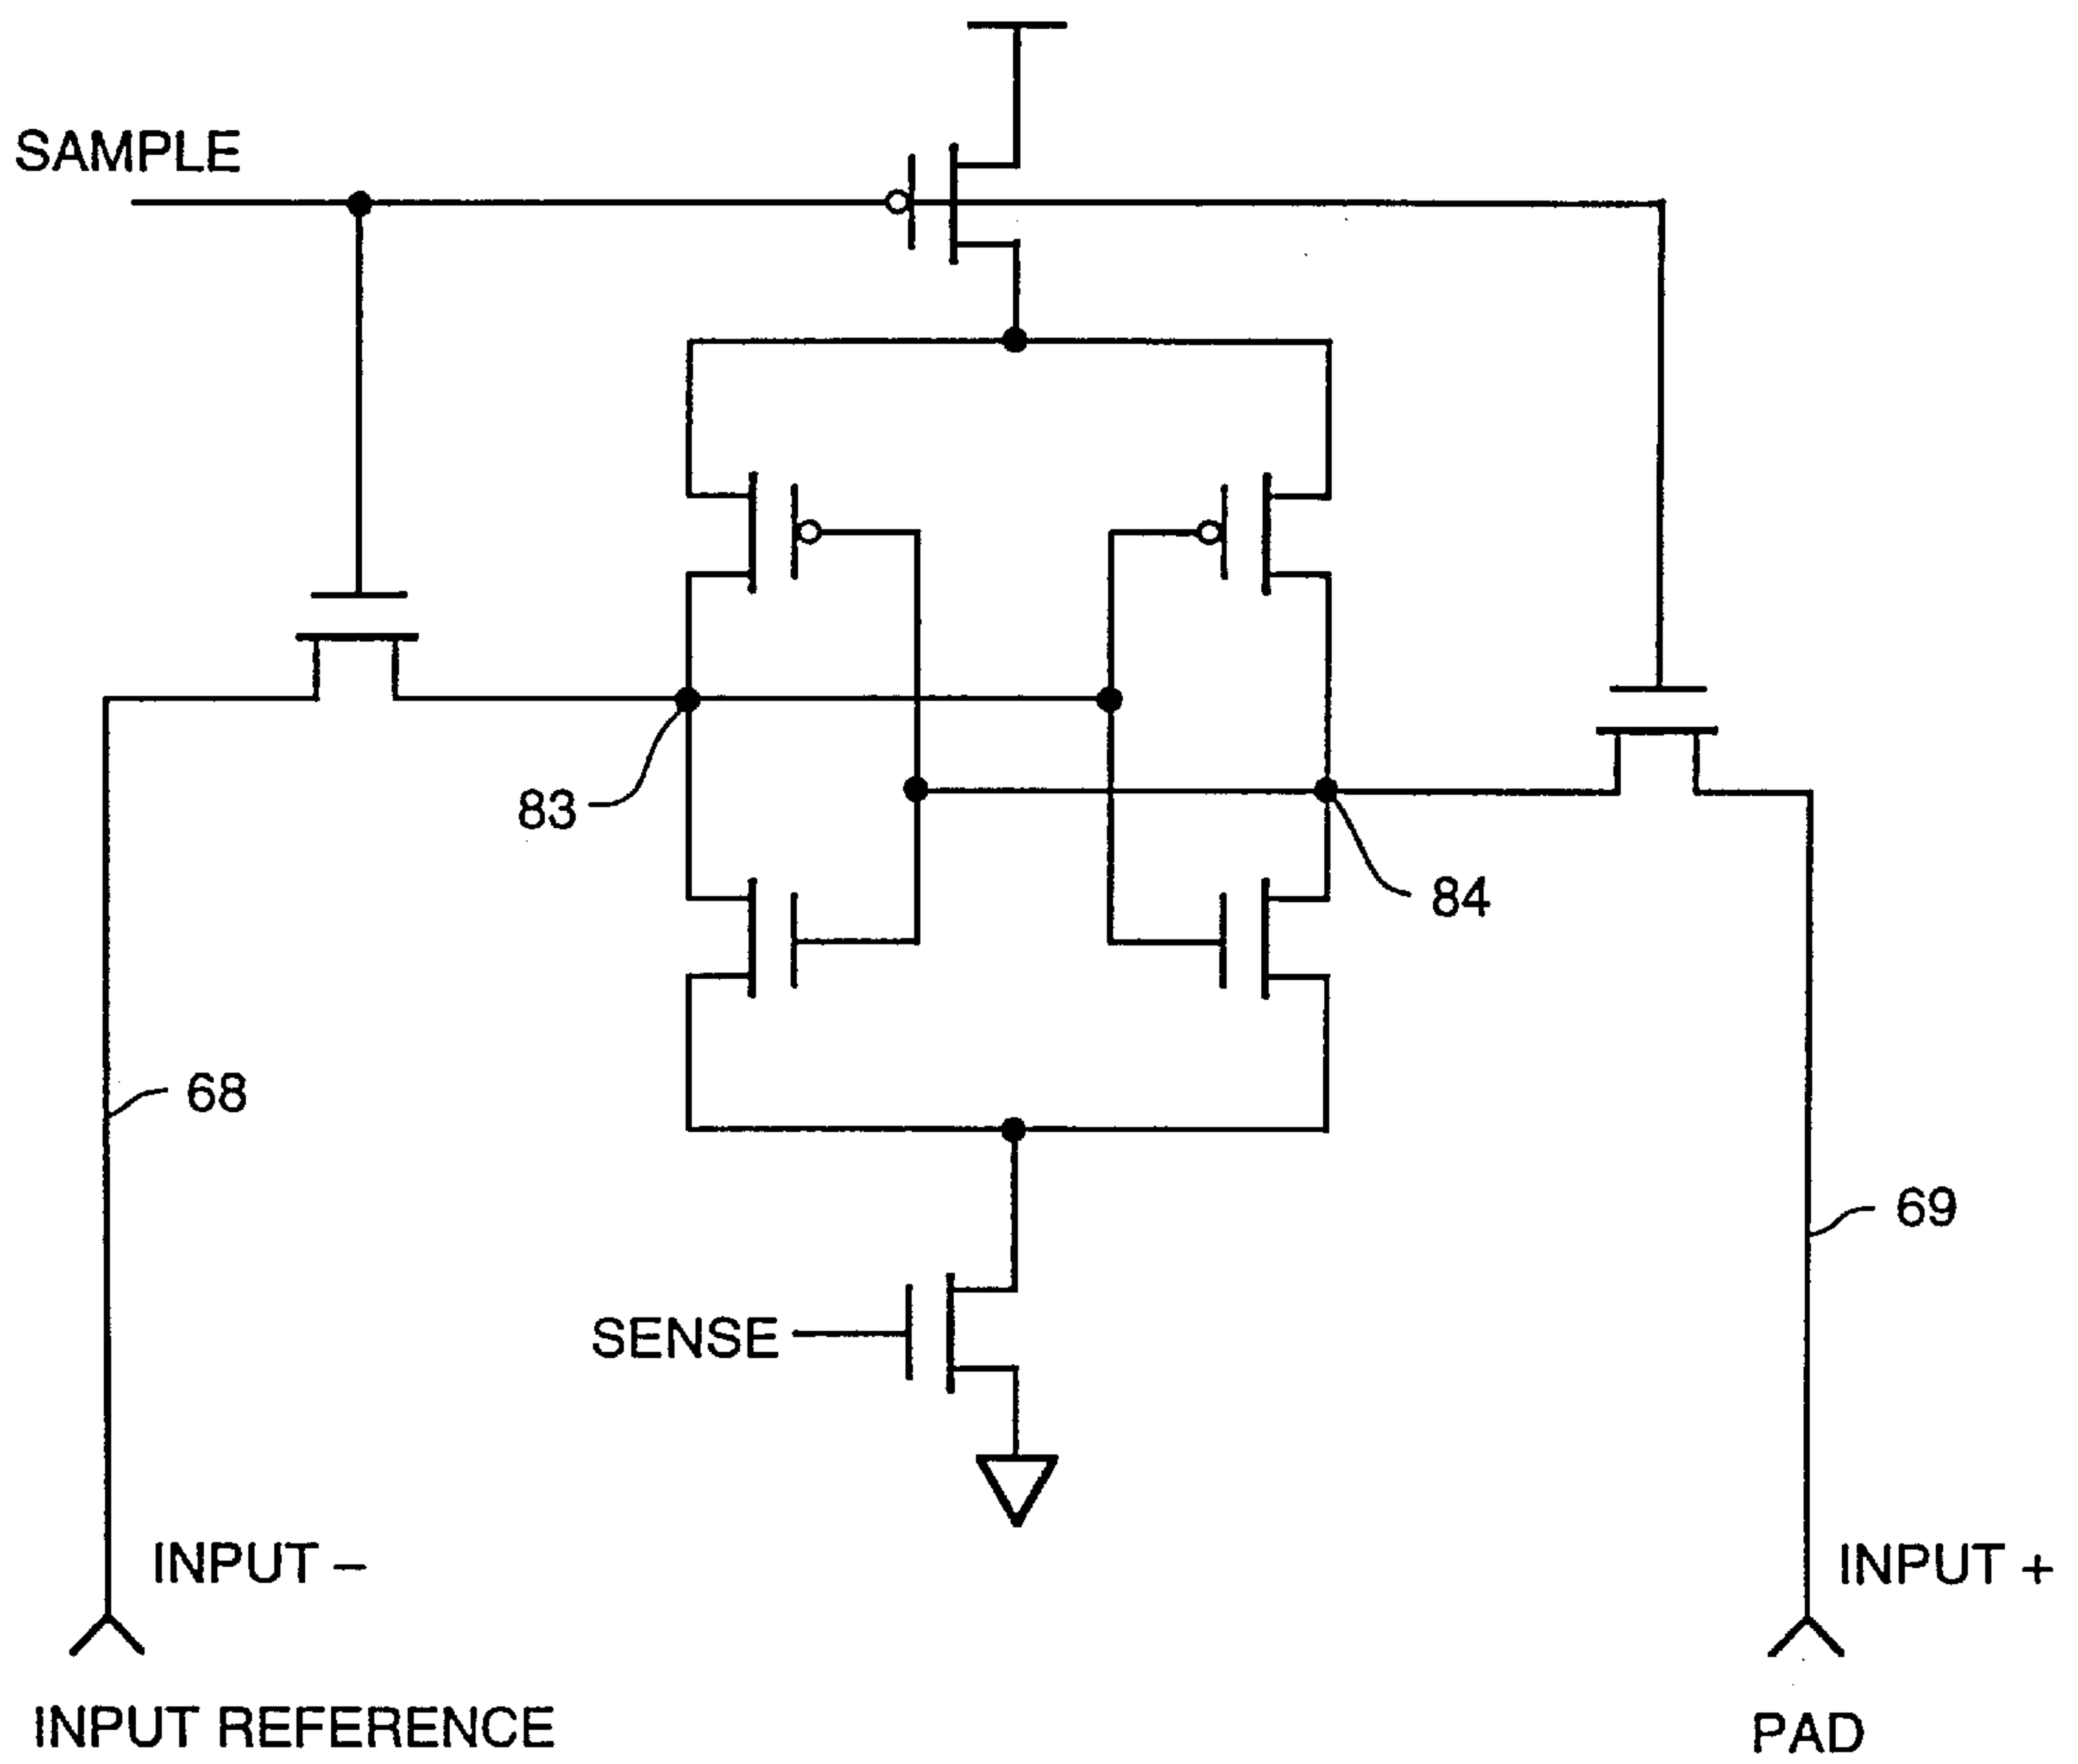 SAMPLE
83
84
68
69
SENSE
INPUT –
INPUT +
INPUT REFERENCE
PAD